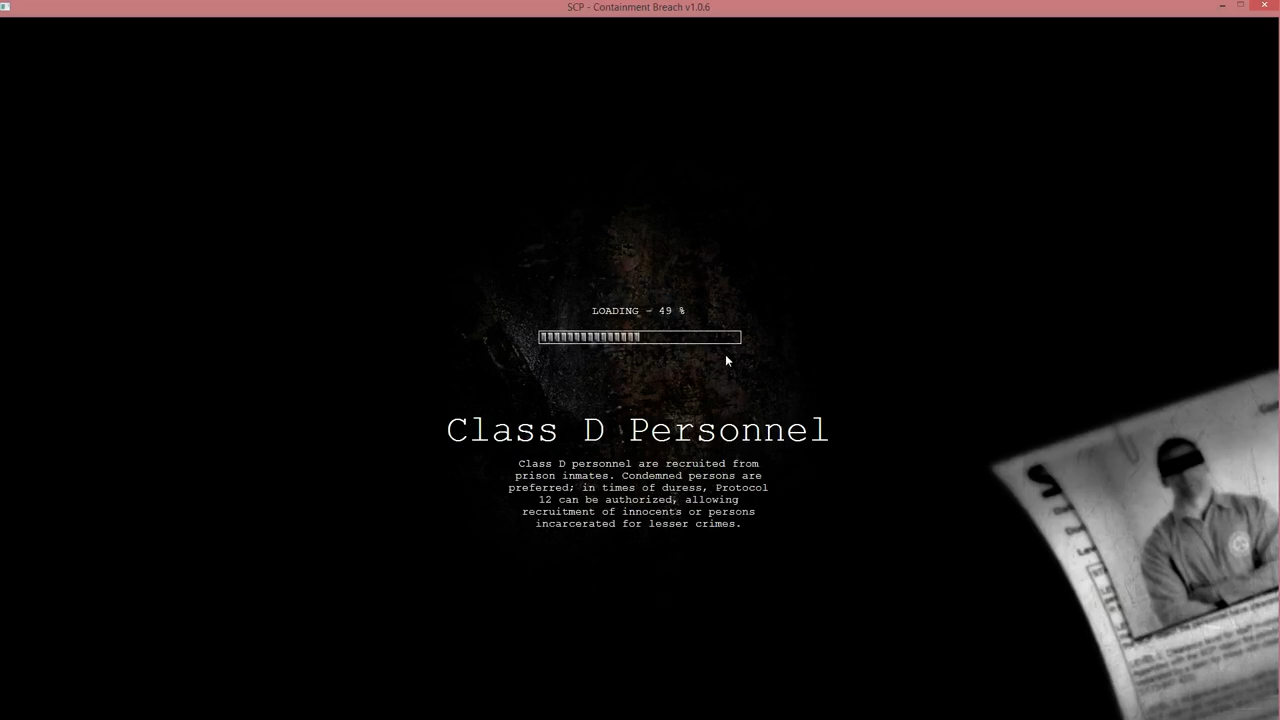 SCP - Containment Breach v1.0.6
LOADING - 49 %
Class D Personnel
Class D personnel are recruited from
prison inmates. Condemned persons are
preferred; in times of duress, Protocol
12 can be authorized, allowing
recruitment of innocents or persons
incarcerated for lesser crimes.